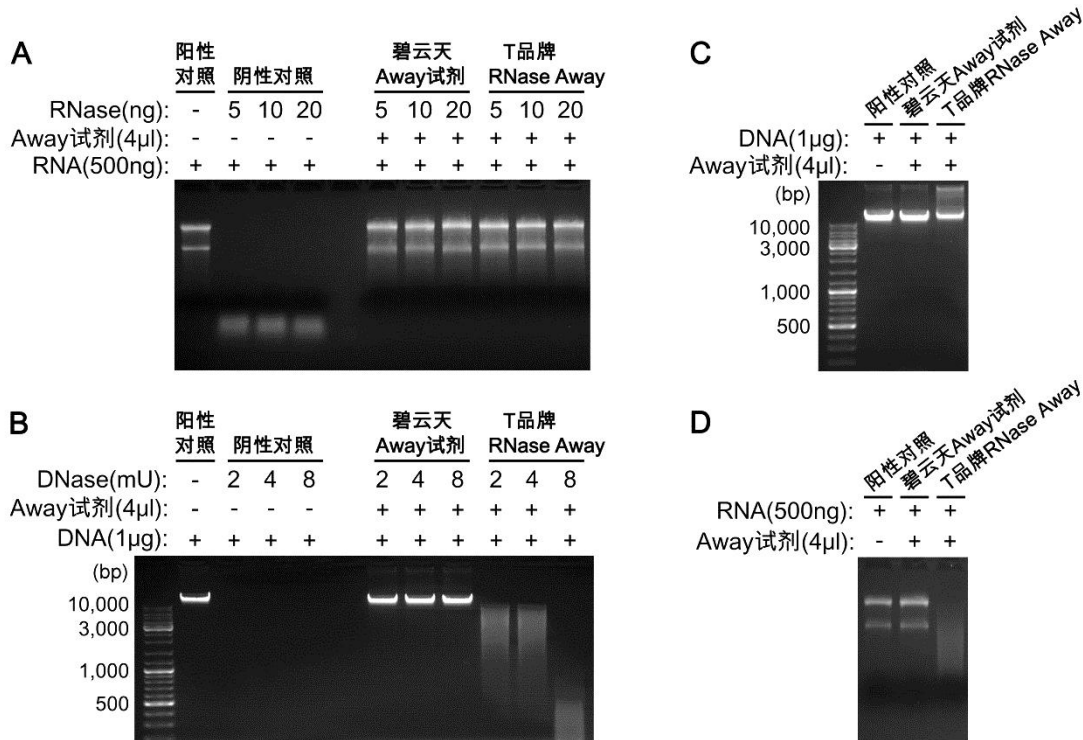 A
阳性
对照
阴性对照
碧云天
Away试剂
T品牌
RNase Away
RNase(ng): - 5 10 20 5 10 20 5 10 20
Away试剂(4μl): - - - - + + + + + +
RNA(500ng): + + + + + + + + + +
B
阳性
对照
阴性对照
碧云天
Away试剂
T品牌
RNase Away
DNase(mU): - 2 4 8 2 4 8 2 4 8
Away试剂(4μl): - - - - + + + + + +
DNA(1μg): + + + + + + + + + +
(bp)
10,000
3,000
1,000
500
C
阳性对照
碧云天Away试剂
T品牌RNase Away
DNA(1μg): + + +
Away试剂(4μl): - + +
(bp)
10,000
3,000
1,000
500
D
阳性对照
碧云天Away试剂
T品牌RNase Away
RNA(500ng): + + +
Away试剂(4μl): - + +